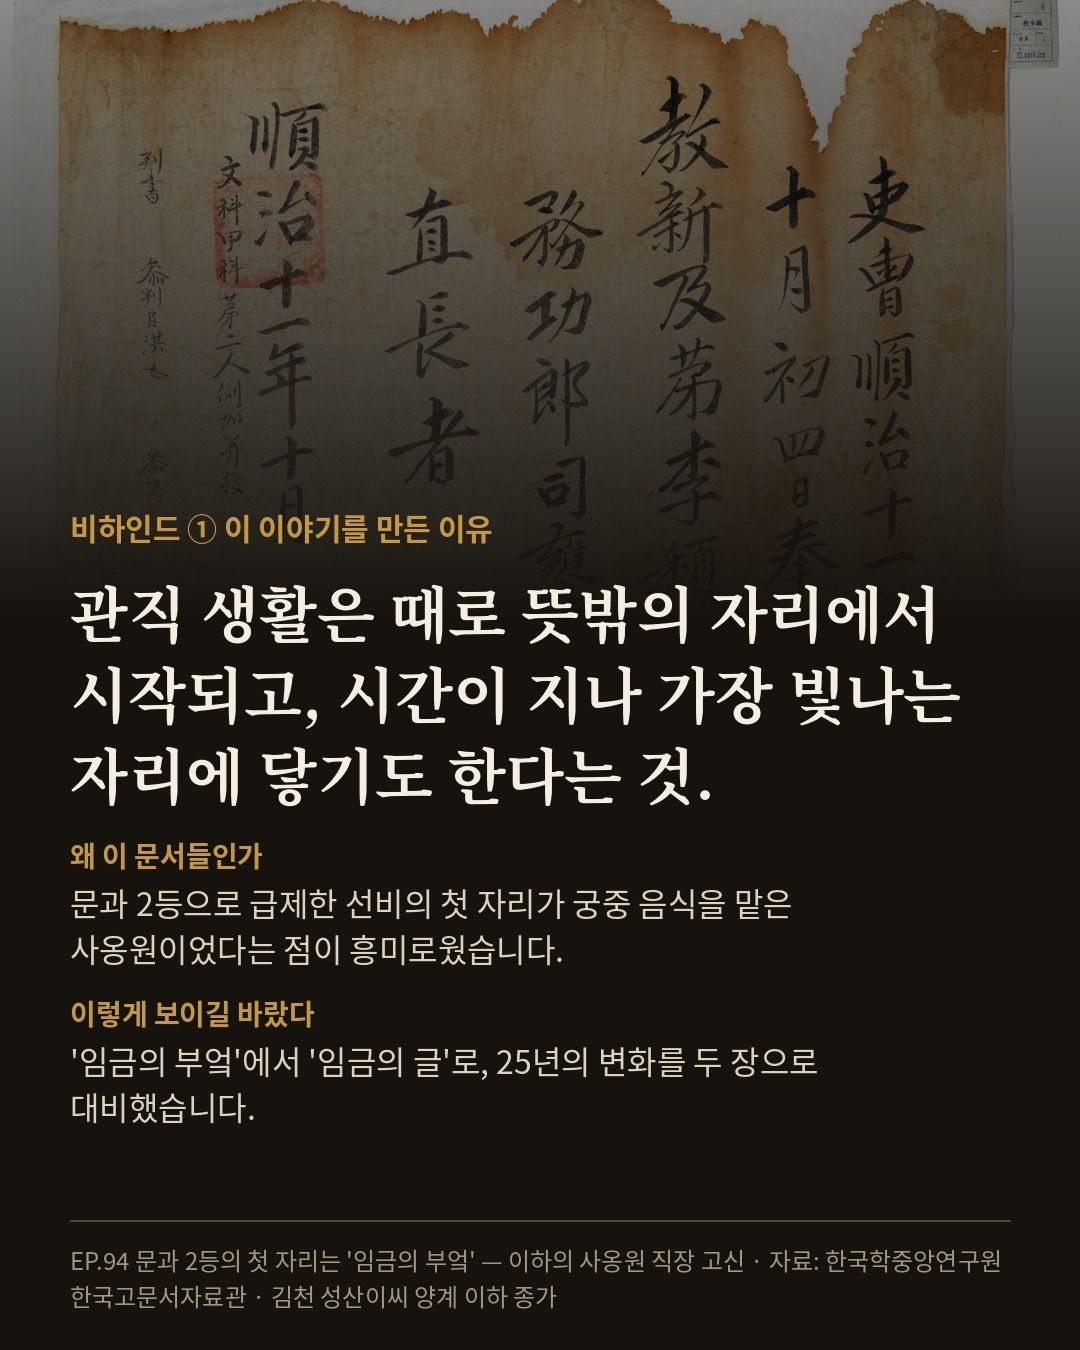 吏曹順治十一
十月初四日奉
教新及苐李䅘
務功郎司饔
直長者
順治十一年十月
文科甲科苐二人例加並授
到書 叅判臣洪 叅議
비하인드 ① 이 이야기를 만든 이유
관직 생활은 때로 뜻밖의 자리에서
시작되고, 시간이 지나 가장 빛나는
자리에 닿기도 한다는 것.
왜 이 문서들인가
문과 2등으로 급제한 선비의 첫 자리가 궁중 음식을 맡은
사옹원이었다는 점이 흥미로웠습니다.
이렇게 보이길 바랐다
'임금의 부엌'에서 '임금의 글'로, 25년의 변화를 두 장으로
대비했습니다.
EP.94 문과 2등의 첫 자리는 '임금의 부엌' — 이하의 사옹원 직장 고신 · 자료: 한국학중앙연구원
한국고문서자료관 · 김천 성산이씨 양계 이하 종가